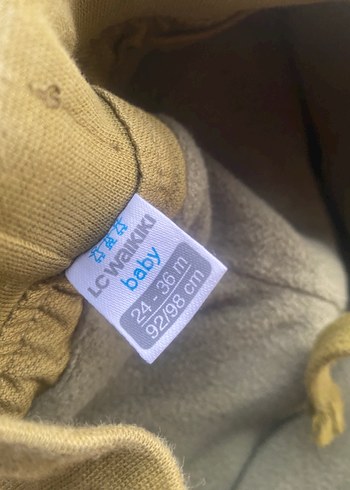 LC WAIKIKI
baby
24 - 36 m
92/98 cm